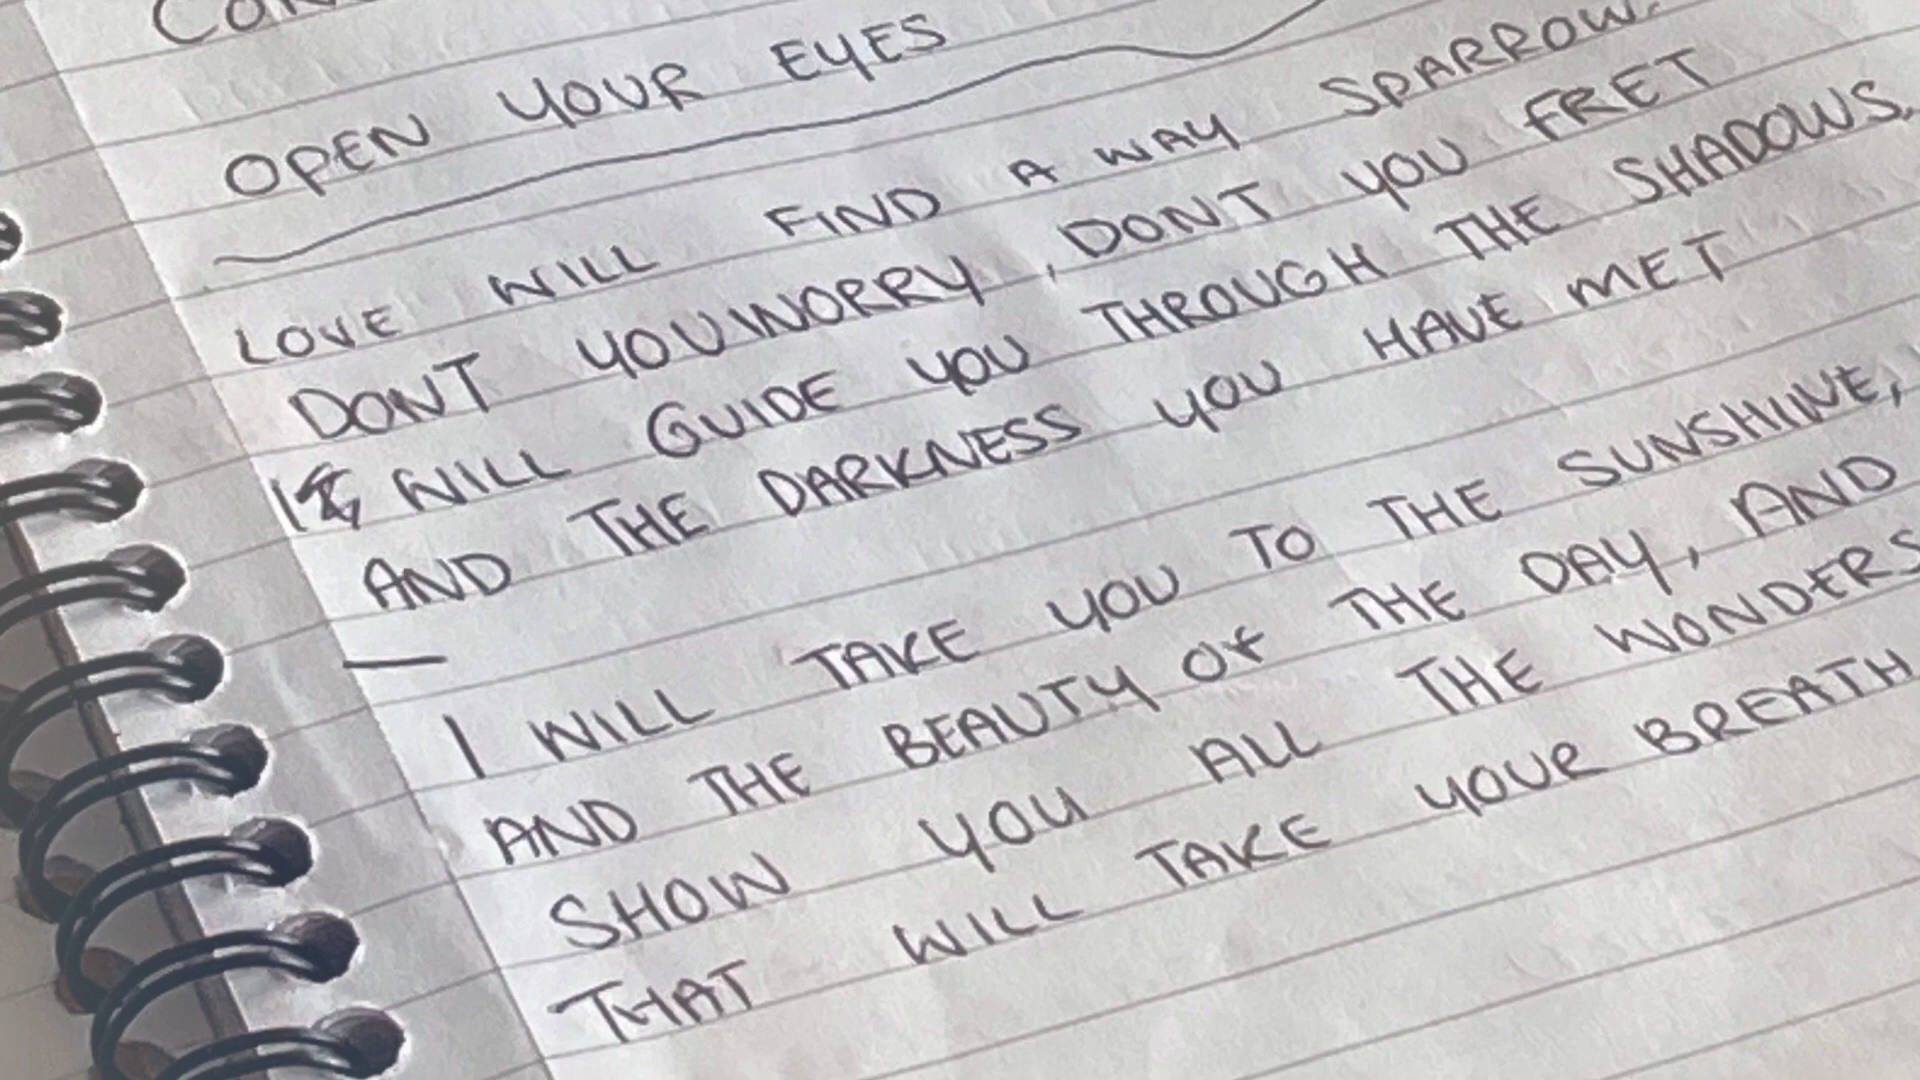 OPEN YOUR EYES
LOVE WILL FIND A WAY SPARROW.
DONT YOU WORRY, DONT YOU FRET
I WILL GUIDE YOU THROUGH THE SHADOWS,
AND THE DARKNESS YOU HAVE MET
—
I WILL TAKE YOU TO THE SUNSHINE,
AND THE BEAUTY OF THE DAY, AND
SHOW YOU ALL THE WONDERS
THAT WILL TAKE YOUR BREATH